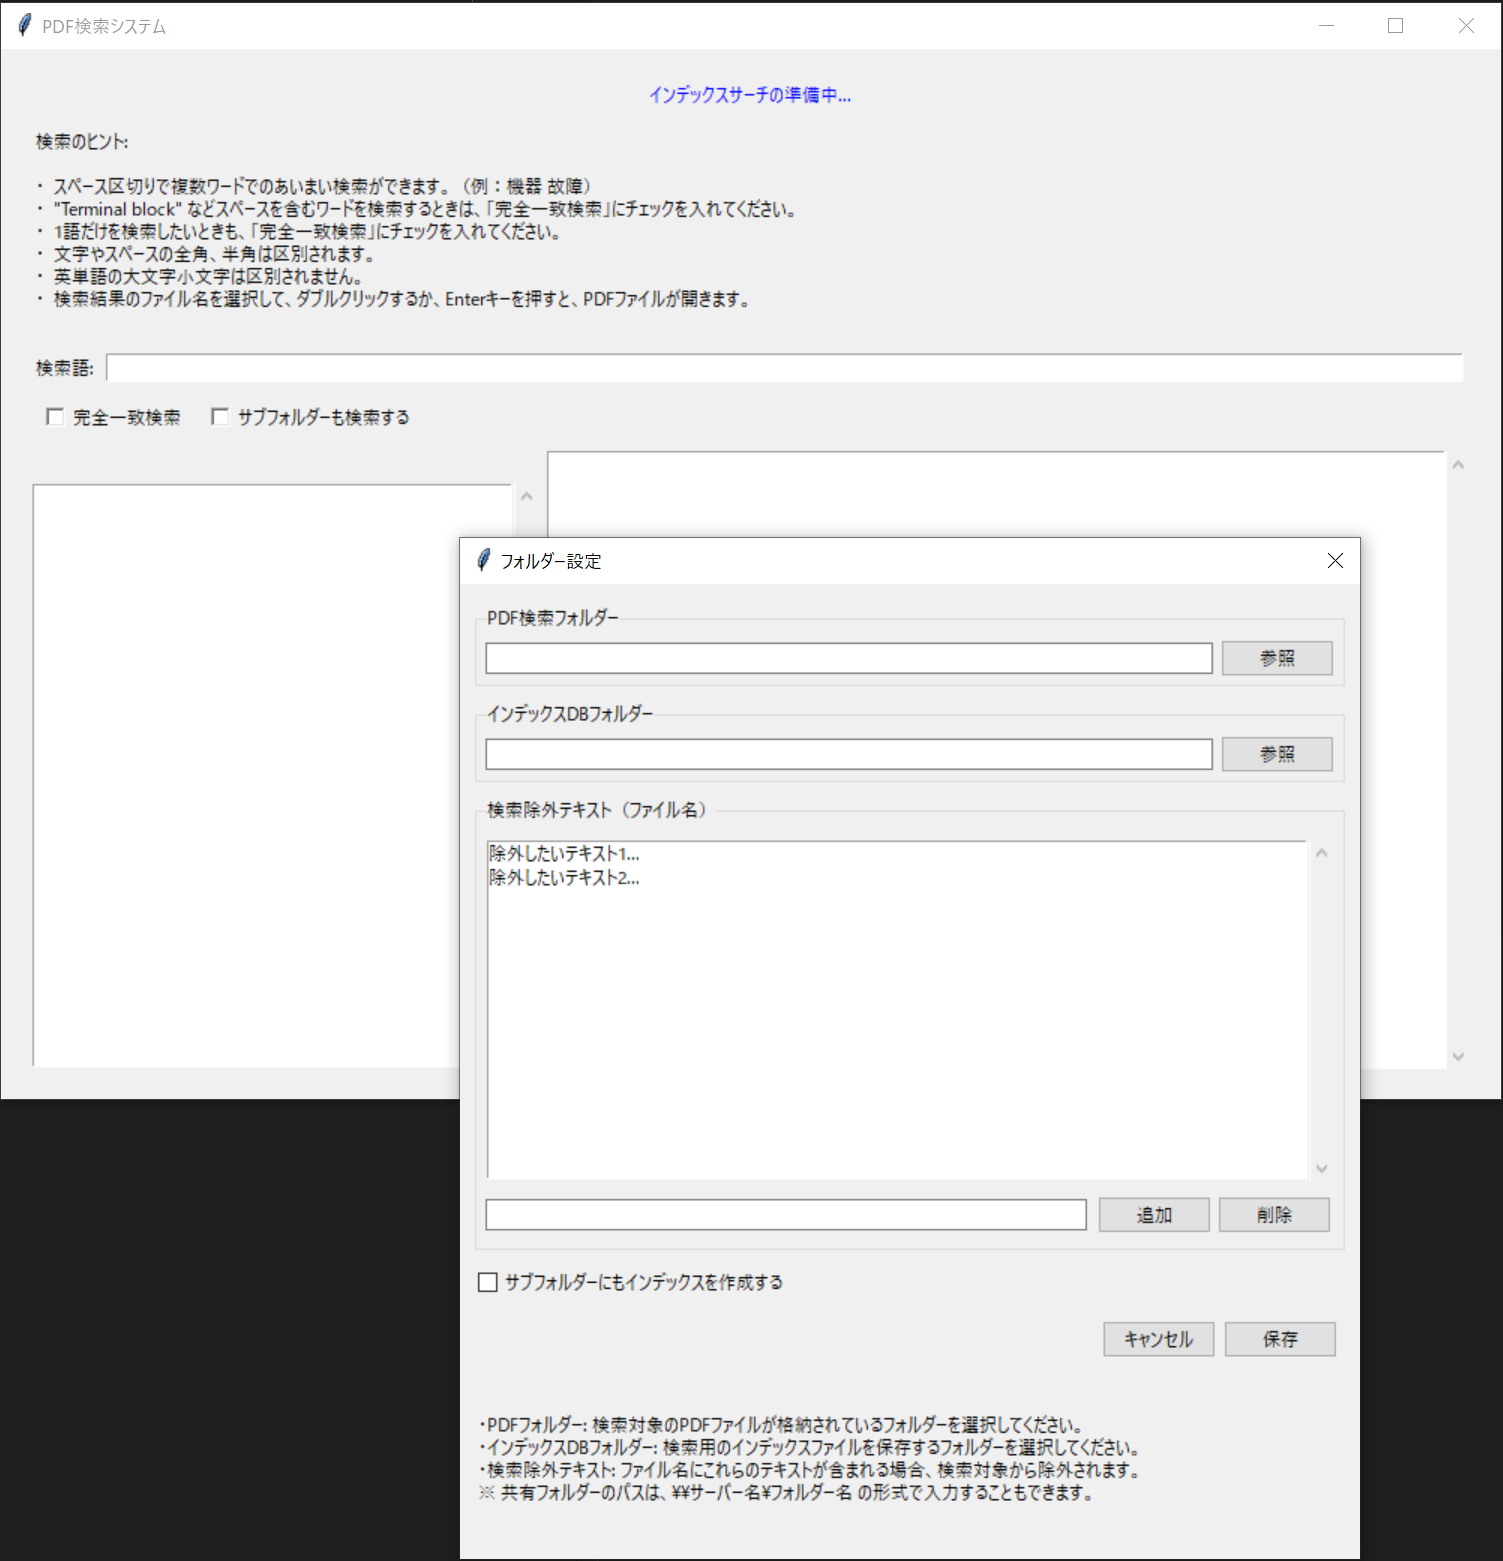 PDF検索システム
インデックスサーチの準備中...
検索のヒント:
・ スペース区切りで複数ワードでのあいまい検索ができます。（例：機器 故障）
・ "Terminal block" などスペースを含むワードを検索するときは、「完全一致検索」にチェックを入れてください。
・ 1語だけを検索したいときも、「完全一致検索」にチェックを入れてください。
・ 文字やスペースの全角、半角は区別されます。
・ 英単語の大文字小文字は区別されません。
・ 検索結果のファイル名を選択して、ダブルクリックするか、Enterキーを押すと、PDFファイルが開きます。
検索語:
完全一致検索 サブフォルダーも検索する
フォルダー設定
PDF検索フォルダー
参照
インデックスDBフォルダー
参照
検索除外テキスト（ファイル名）
除外したいテキスト1...
除外したいテキスト2...
追加 削除
サブフォルダーにもインデックスを作成する
キャンセル 保存
・PDFフォルダー: 検索対象のPDFファイルが格納されているフォルダーを選択してください。
・インデックスDBフォルダー: 検索用のインデックスファイルを保存するフォルダーを選択してください。
・検索除外テキスト: ファイル名にこれらのテキストが含まれる場合、検索対象から除外されます。
※ 共有フォルダーのパスは、¥¥サーバー名¥フォルダー名 の形式で入力することもできます。